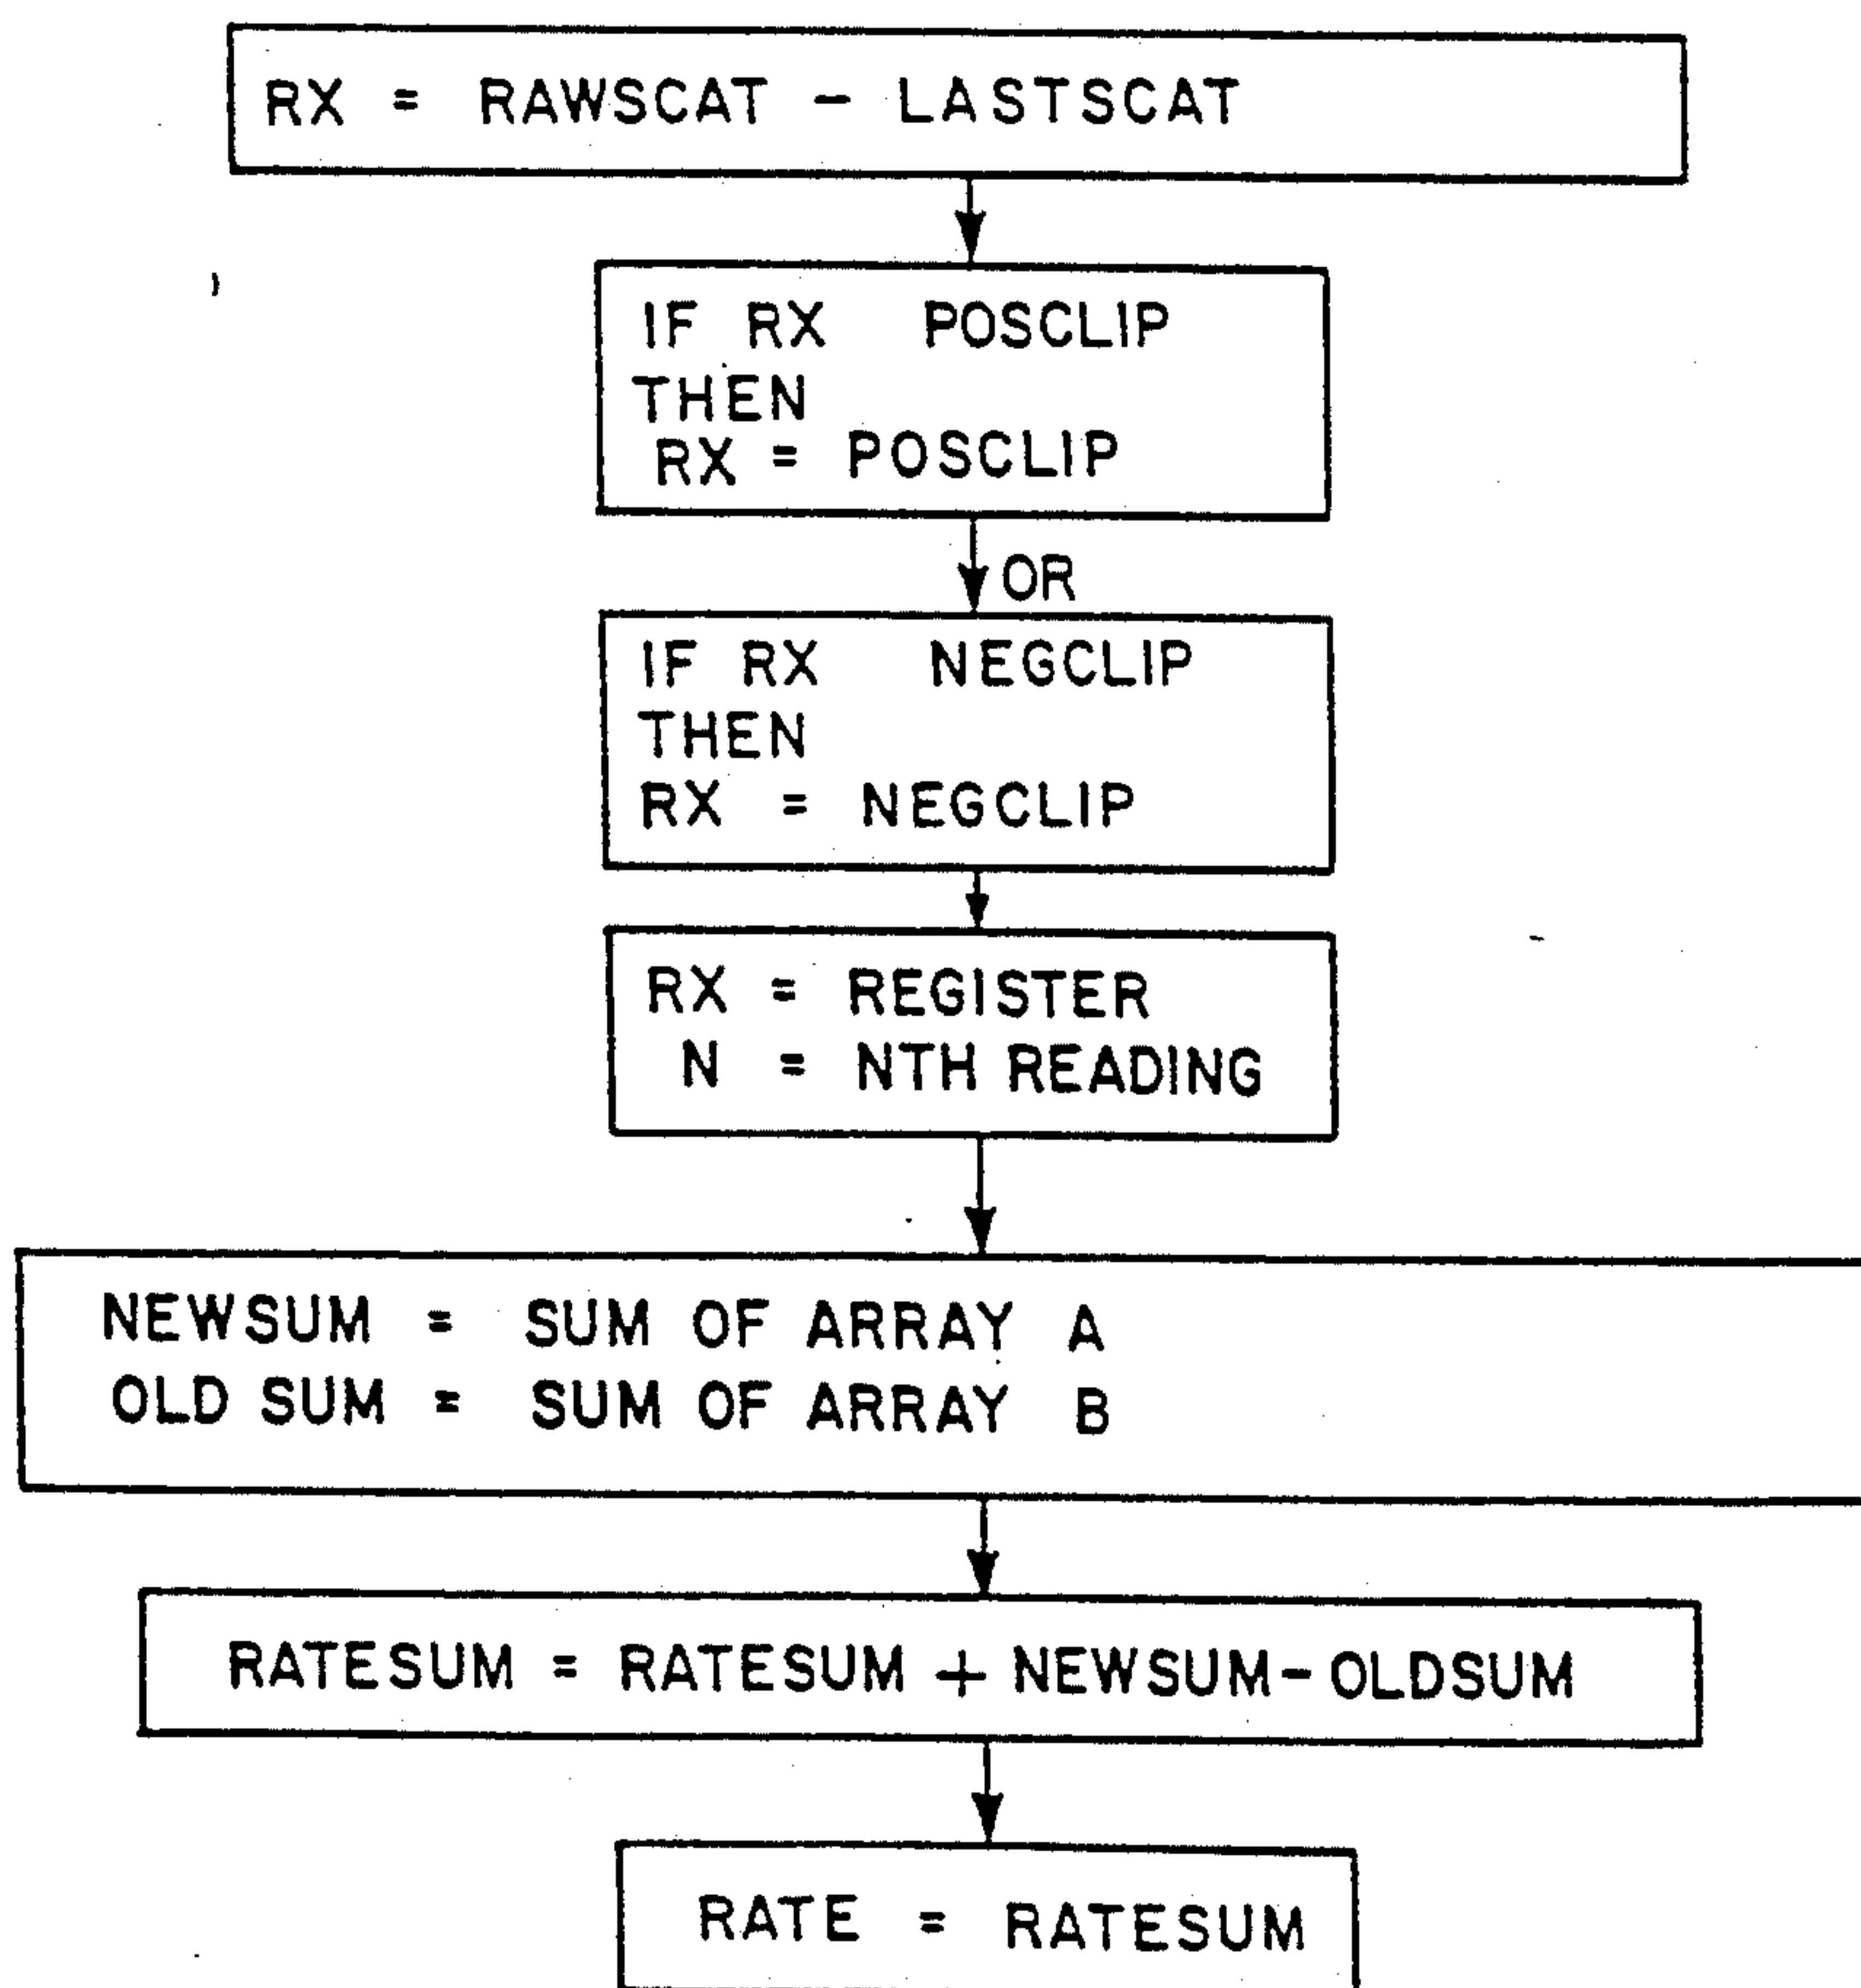 RX = RAWSCAT - LASTSCAT
IF RX POSCLIP
THEN
RX = POSCLIP
OR
IF RX NEGCLIP
THEN
RX = NEGCLIP
RX = REGISTER
N = NTH READING
NEWSUM = SUM OF ARRAY A
OLD SUM = SUM OF ARRAY B
RATESUM = RATESUM + NEWSUM-OLDSUM
RATE = RATESUM